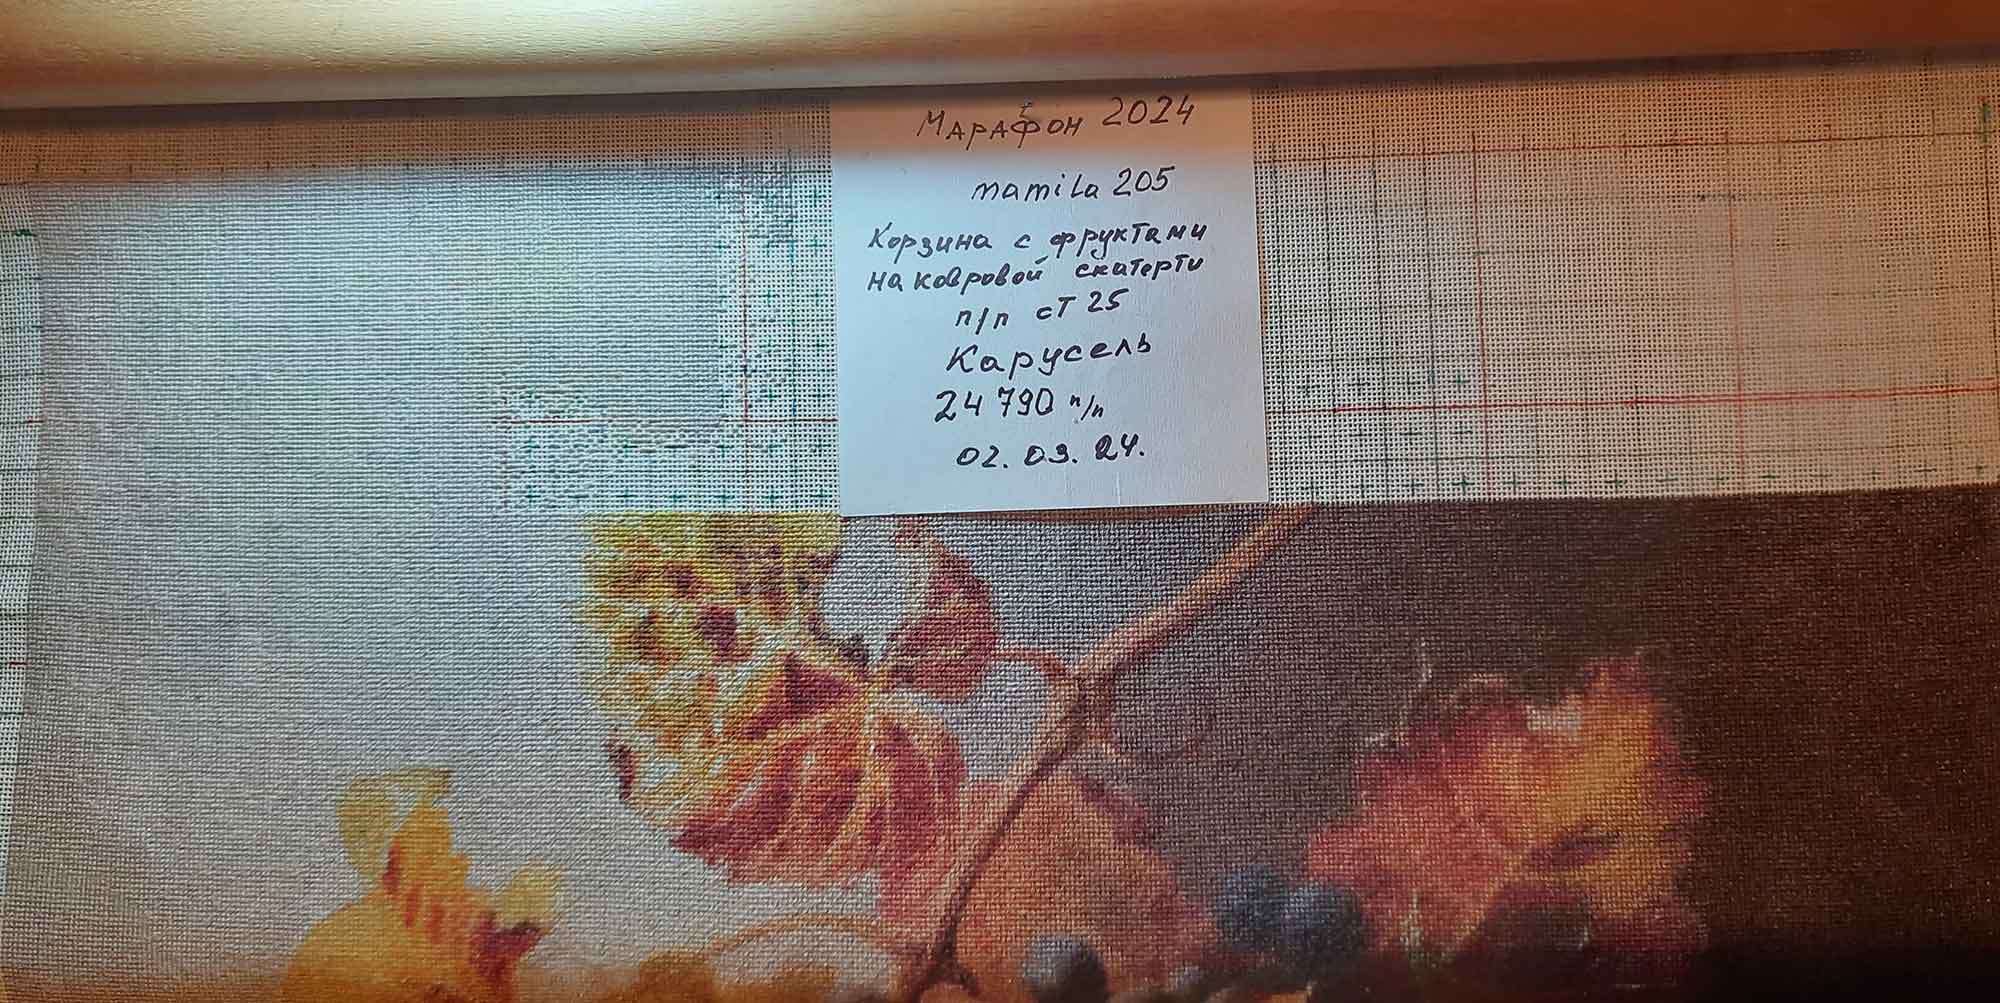 Марафон 2024
mamila 205
Корзина с фруктами
на ковровой скатерти
п/п ст 25
Карусель
24 790 п/п
02. 03. 24.